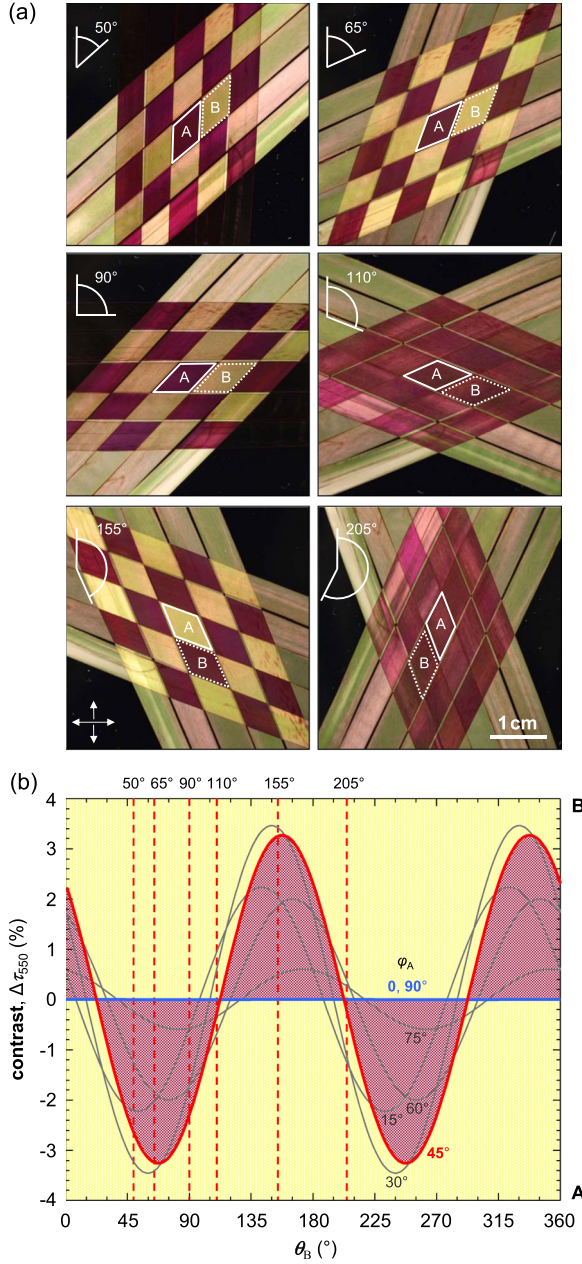 (a)
50°
65°
A
B
A
B
90°
110°
A
B
A
B
155°
205°
A
B
A
B
1 cm
(b)
50° 65° 90° 110° 155° 205°
4
3
2
1
0
-1
-2
-3
-4
contrast, Δτ550 (%)
B
A
φA
0, 90°
75°
60°
15°
45°
30°
0 45 90 135 180 225 270 315 360
θB (°)